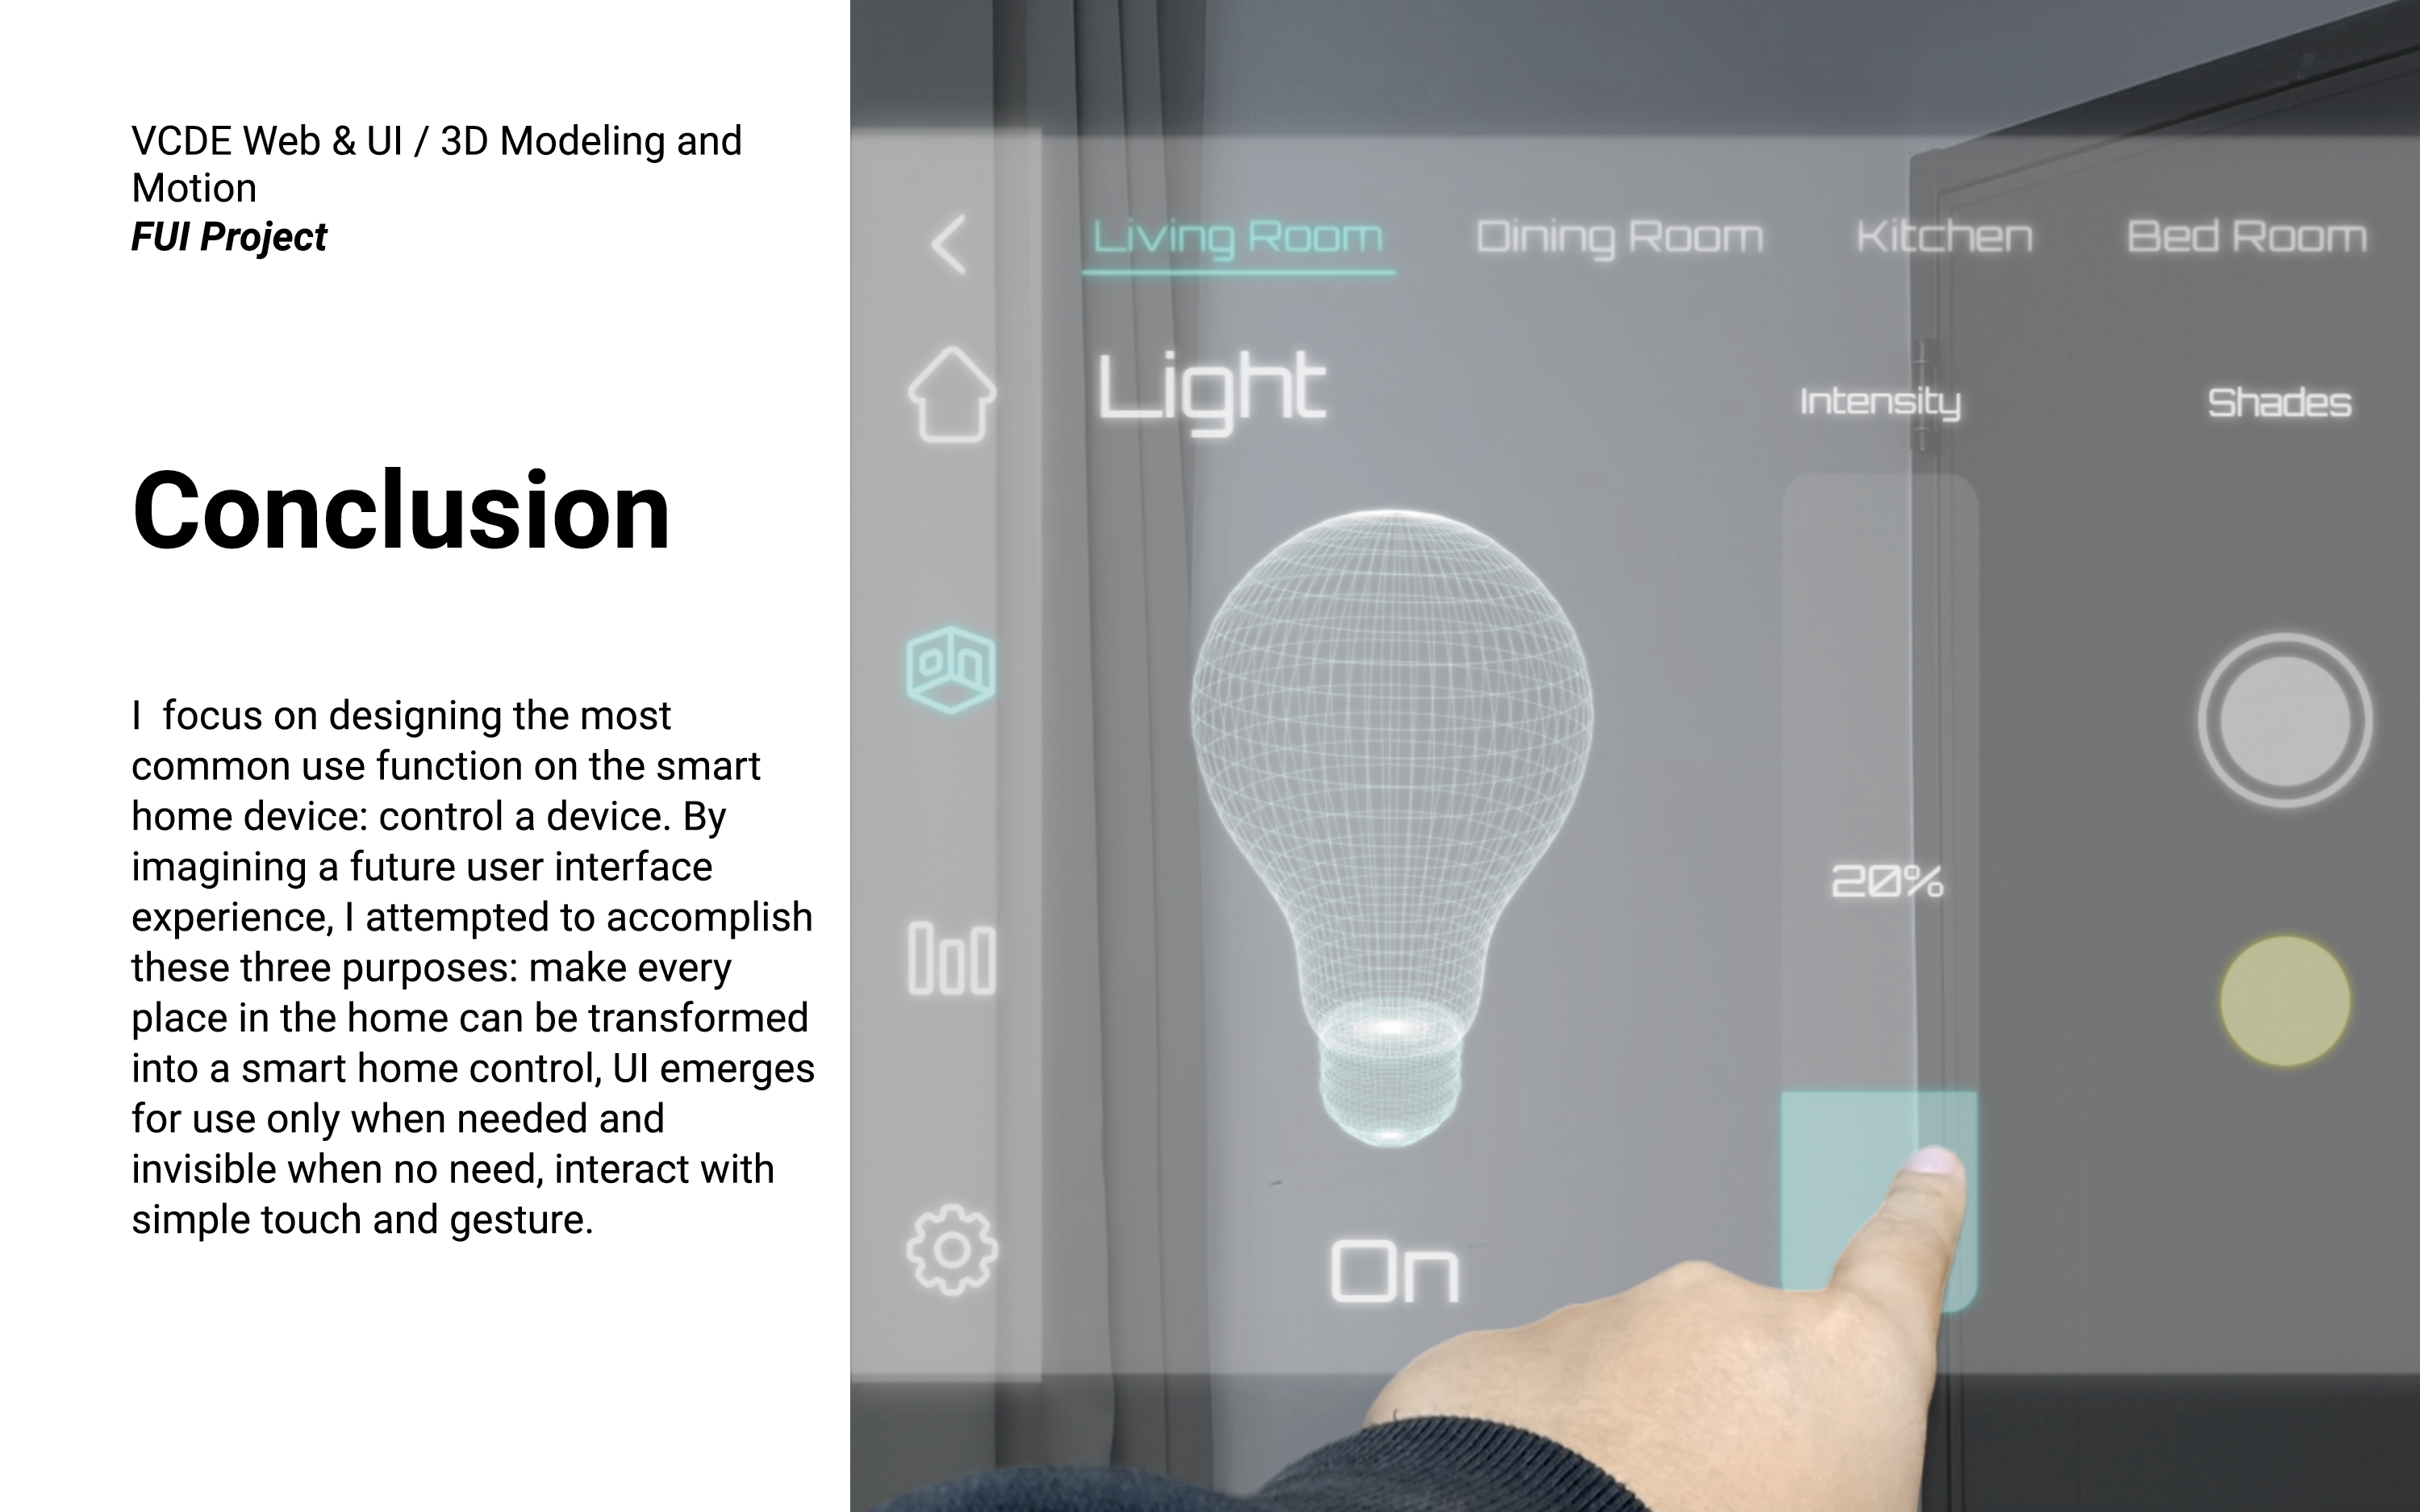 VCDE Web & UI / 3D Modeling and
Motion
FUI Project
Conclusion
I  focus on designing the most
common use function on the smart
home device: control a device. By
imagining a future user interface
experience, I attempted to accomplish
these three purposes: make every
place in the home can be transformed
into a smart home control, UI emerges
for use only when needed and
invisible when no need, interact with
simple touch and gesture.
Living Room
Dining Room
Kitchen
Bed Room
Light
Intensity
Shades
20%
On